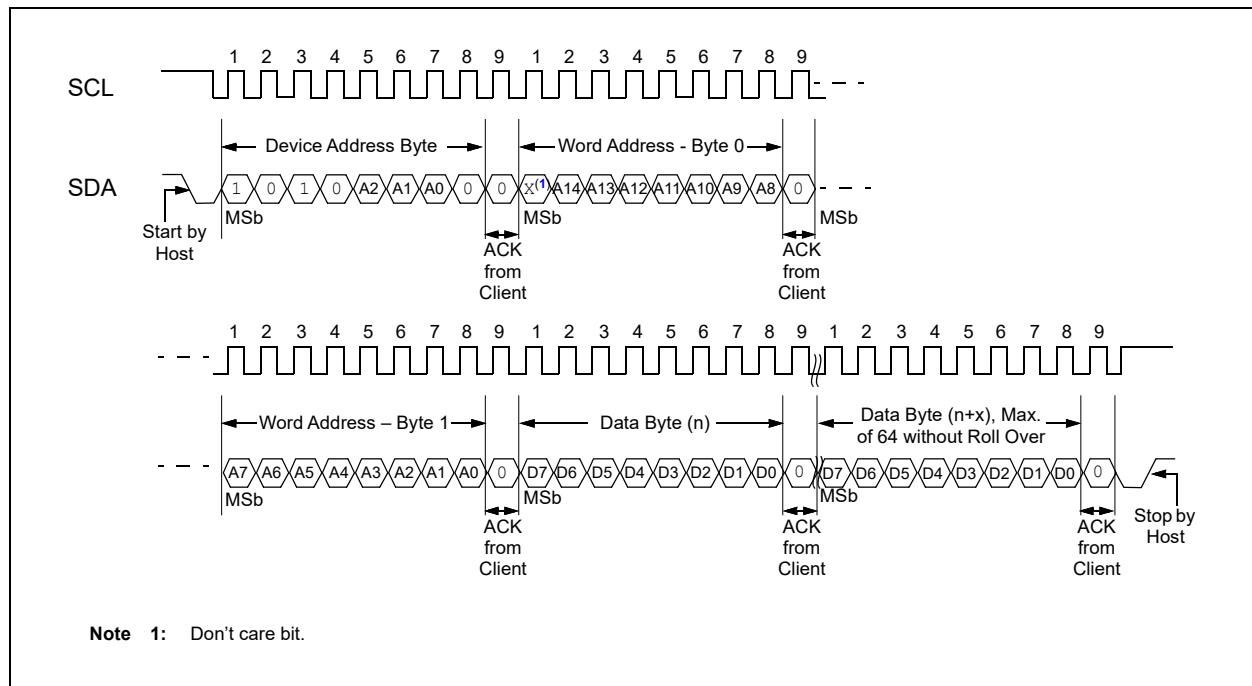 1 2 3 4 5 6 7 8 9 1 2 3 4 5 6 7 8 9
SCL
Device Address Byte Word Address - Byte 0
SDA
1 0 1 0 A2 A1 A0 0 0 X(1) A14 A13 A12 A11 A10 A9 A8 0
MSb MSb MSb
Start by
Host
ACK
from
Client
ACK
from
Client
1 2 3 4 5 6 7 8 9 1 2 3 4 5 6 7 8 9 1 2 3 4 5 6 7 8 9
Word Address – Byte 1 Data Byte (n)
Data Byte (n+x), Max.
of 64 without Roll Over
A7 A6 A5 A4 A3 A2 A1 A0 0 D7 D6 D5 D4 D3 D2 D1 D0 0 D7 D6 D5 D4 D3 D2 D1 D0 0
MSb MSb MSb
ACK
from
Client
ACK
from
Client
ACK
from
Client
Stop by
Host
Note 1: Don't care bit.